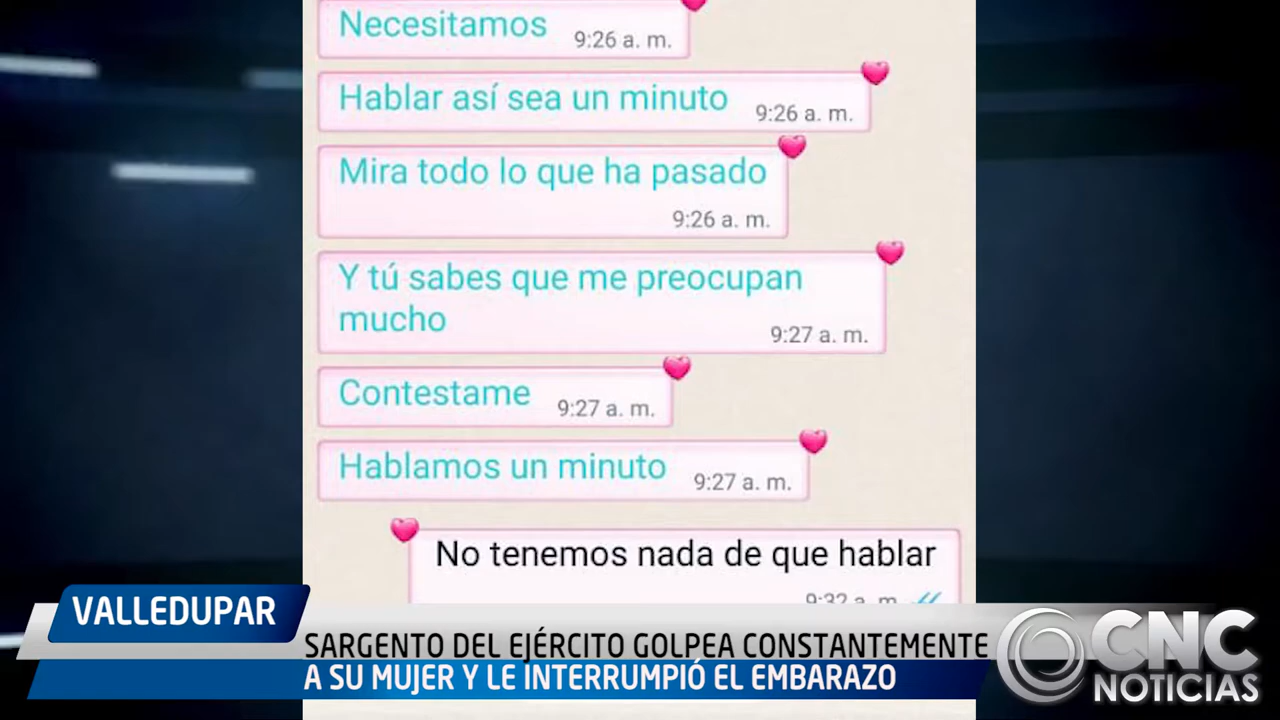 Necesitamos
9:26 a. m.
Hablar así sea un minuto
9:26 a. m.
Mira todo lo que ha pasado
9:26 a. m.
Y tú sabes que me preocupan
mucho
9:27 a. m.
Contestame
9:27 a. m.
Hablamos un minuto
9:27 a. m.
No tenemos nada de que hablar
9:32 a. m.
VALLEDUPAR
SARGENTO DEL EJÉRCITO GOLPEA CONSTANTEMENTE
A SU MUJER Y LE INTERRUMPIÓ EL EMBARAZO
CNC
NOTICIAS